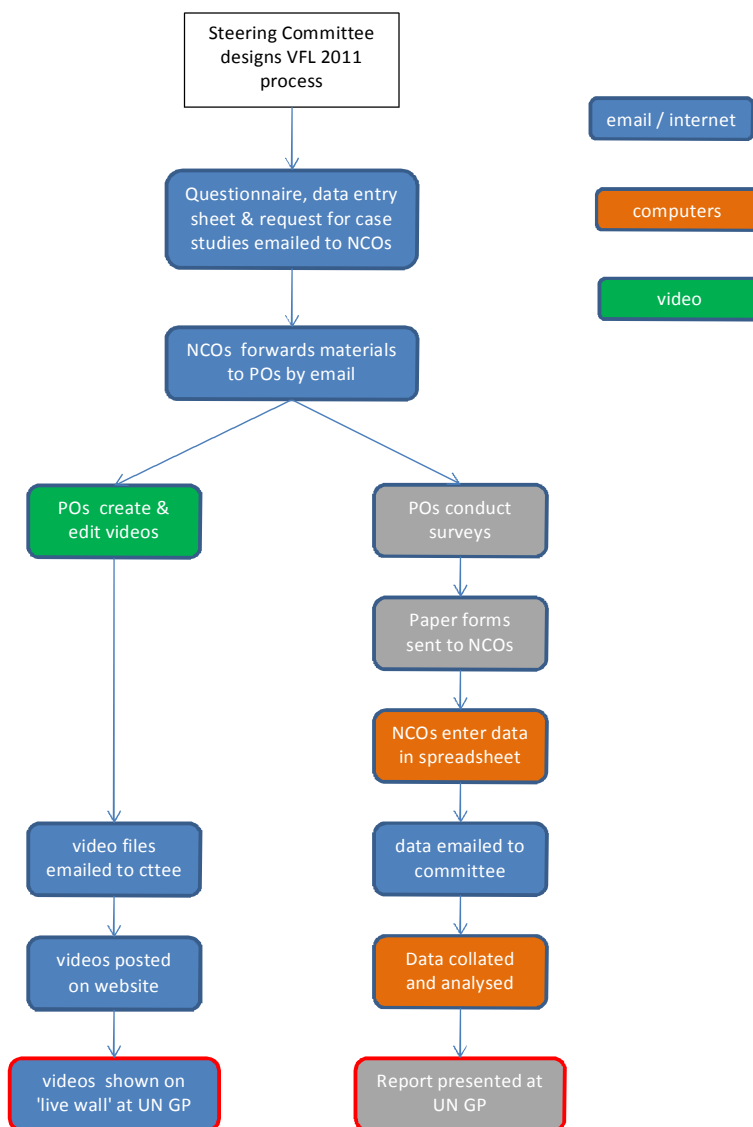 Steering Committee
designs VFL 2011
process
email / internet
Questionnaire, data entry
sheet & request for case
studies emailed to NCOs
computers
video
NCOs  forwards materials
to POs by email
POs  create &
edit videos
POs conduct
surveys
Paper forms
sent to NCOs
NCOs enter data
in spreadsheet
video files
emailed to cttee
data emailed to
committee
videos posted
on website
Data collated
and analysed
videos  shown on
'live wall' at UN GP
Report presented at
UN GP